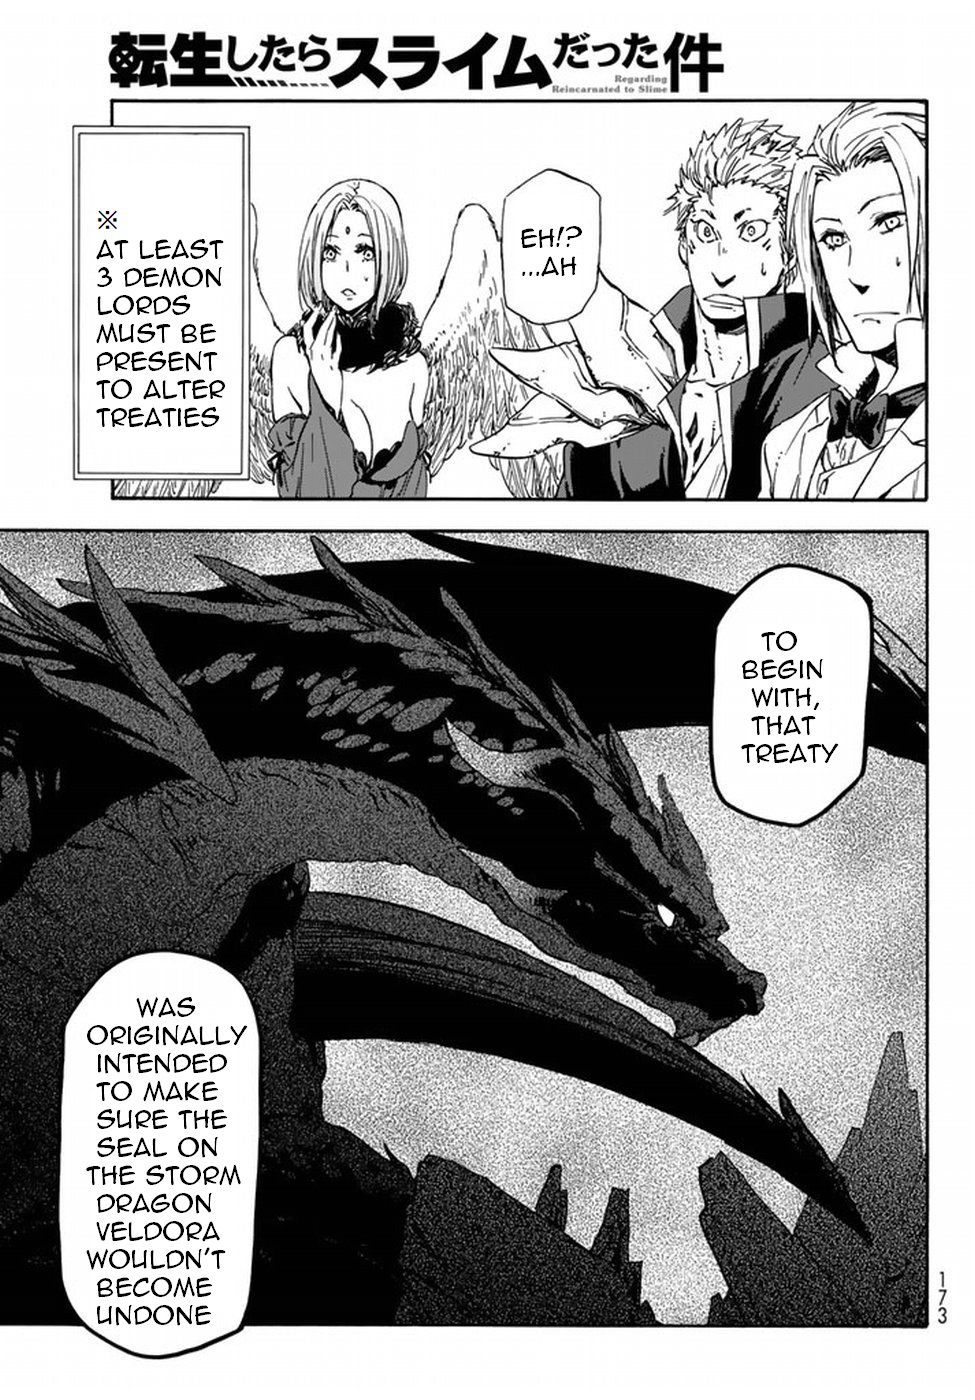 転生したらスライムだった件
Regarding
Reincarnated to Slime
EH!?
...AH
※
AT LEAST
3 DEMON
LORDS
MUST BE
PRESENT
TO ALTER
TREATIES
TO
BEGIN
WITH,
THAT
TREATY
WAS
ORIGINALLY
INTENDED
TO MAKE
SURE THE
SEAL ON
THE STORM
DRAGON
VELDORA
WOULDN'T
BECOME
UNDONE
173